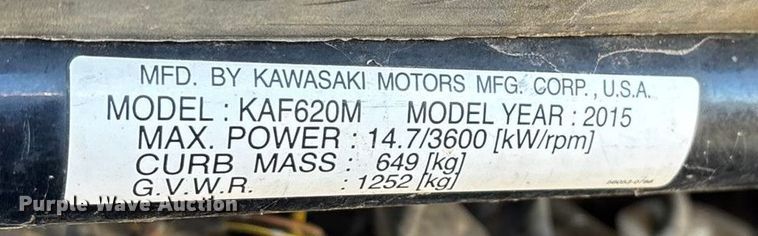 MFD. BY KAWASAKI MOTORS MFG. CORP., U.S.A.
MODEL : KAF620M MODEL YEAR : 2015
MAX. POWER : 14.7/3600 [kW/rpm]
CURB MASS : 649 [kg]
G.V.W.R. : 1252 [kg]
Purple Wave Auction